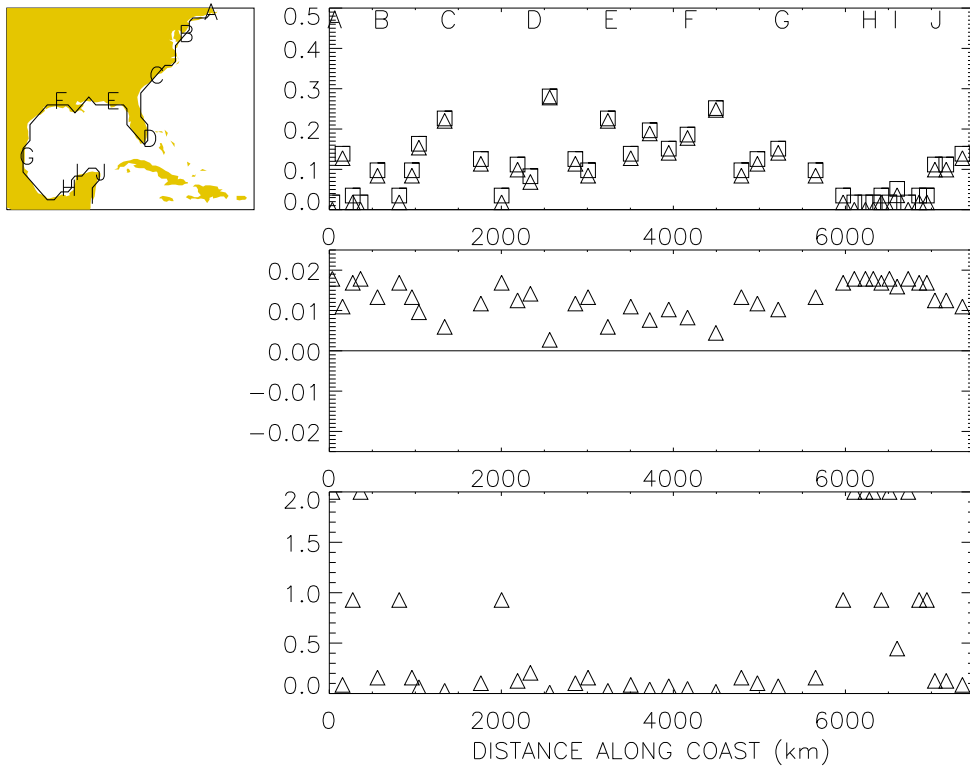 A
B
C
D
E
F
G
H
I
J
0.5
0.4
0.3
0.2
0.1
0.0
A B C D E F G H I J
0 2000 4000 6000
0.02
0.01
0.00
−0.01
−0.02
0 2000 4000 6000
2.0
1.5
1.0
0.5
0.0
0 2000 4000 6000
DISTANCE ALONG COAST (km)